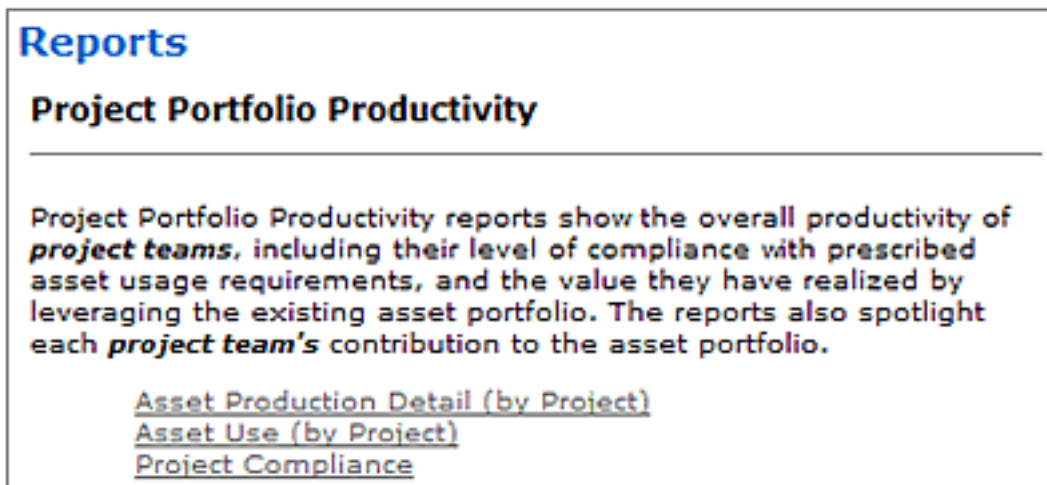 Reports
Project Portfolio Productivity
Project Portfolio Productivity reports show the overall productivity of
project teams, including their level of compliance with prescribed
asset usage requirements, and the value they have realized by
leveraging the existing asset portfolio. The reports also spotlight
each project team's contribution to the asset portfolio.
Asset Production Detail (by Project)
Asset Use (by Project)
Project Compliance